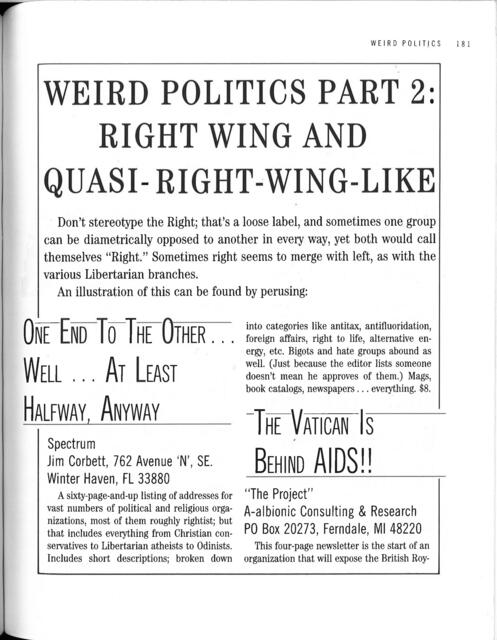 WEIRD POLITICS 181
WEIRD POLITICS PART 2:
RIGHT WING AND
QUASI-RIGHT-WING-LIKE
Don't stereotype the Right; that's a loose label, and sometimes one group
can be diametrically opposed to another in every way, yet both would call
themselves “Right.” Sometimes right seems to merge with left, as with the
various Libertarian branches.
An illustration of this can be found by perusing:
ONE END TO THE OTHER . . .
WELL . . . AT LEAST
HALFWAY, ANYWAY
Spectrum
Jim Corbett, 762 Avenue ‘N’, SE.
Winter Haven, FL 33880
A sixty-page-and-up listing of addresses for
vast numbers of political and religious orga-
nizations, most of them roughly rightist; but
that includes everything from Christian con-
servatives to Libertarian atheists to Odinists.
Includes short descriptions; broken down
into categories like antitax, antifluoridation,
foreign affairs, right to life, alternative en-
ergy, etc. Bigots and hate groups abound as
well. (Just because the editor lists someone
doesn't mean he approves of them.) Mags,
book catalogs, newspapers . . . everything. $8.
THE VATICAN IS
BEHIND AIDS!!
“The Project”
A-albionic Consulting & Research
PO Box 20273, Ferndale, MI 48220
This four-page newsletter is the start of an
organization that will expose the British Roy-